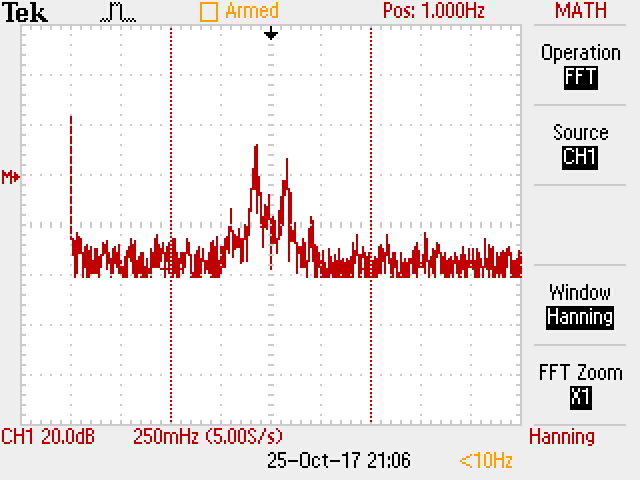 Tek Armed Pos: 1.000Hz MATH
Operation
FFT
Source
CH1
M
Window
Hanning
FFT Zoom
X1
CH1 20.0dB 250mHz (5.00S/s) Hanning
25-Oct-17 21:06 <10Hz